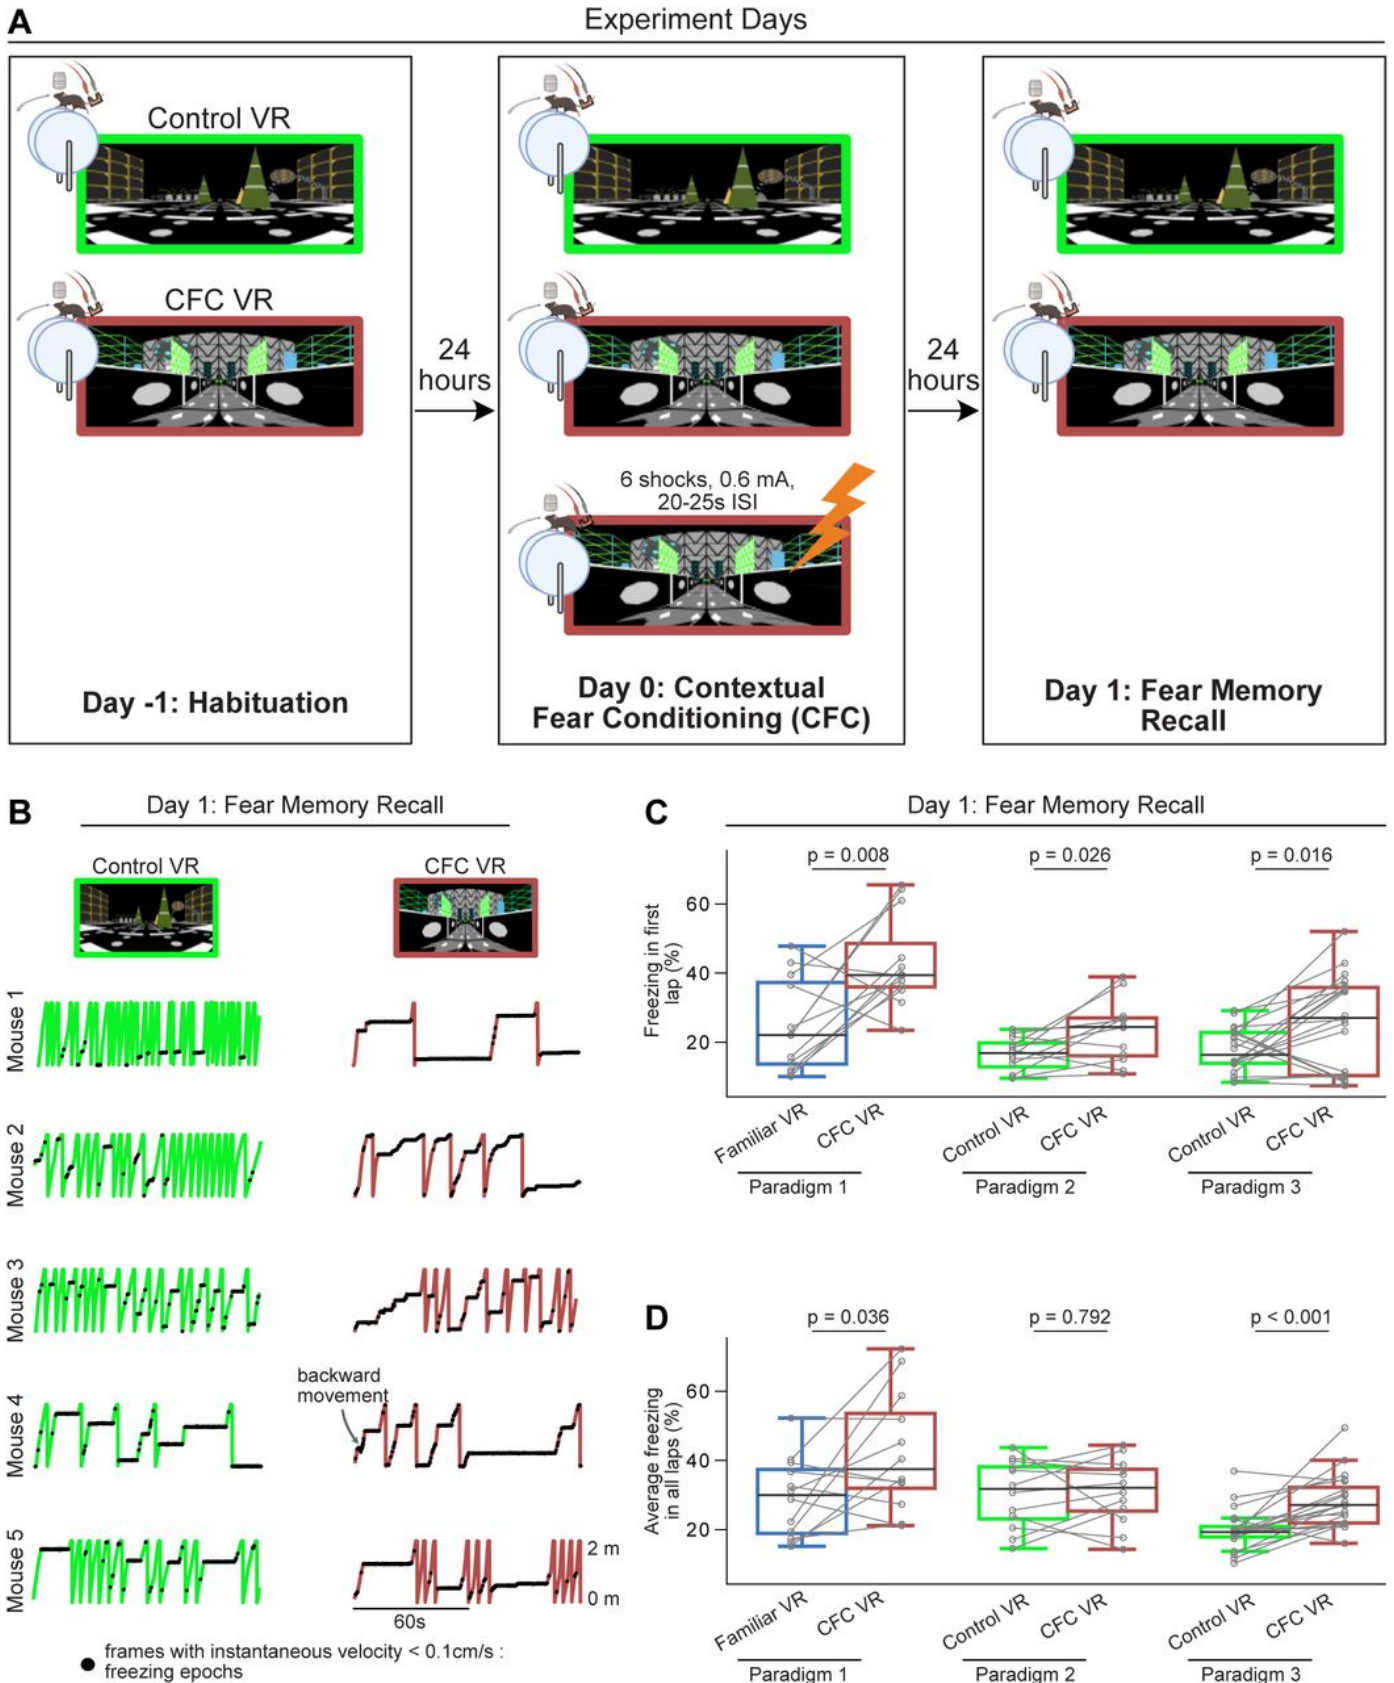 A
Experiment Days
Control VR
CFC VR
24
hours
6 shocks, 0.6 mA,
20-25s ISI
24
hours
Day -1: Habituation
Day 0: Contextual
Fear Conditioning (CFC)
Day 1: Fear Memory
Recall
B
Day 1: Fear Memory Recall
Control VR
CFC VR
Mouse 1
Mouse 2
Mouse 3
Mouse 4
backward
movement
Mouse 5
2 m
0 m
60s
frames with instantaneous velocity < 0.1cm/s :
freezing epochs
C
Day 1: Fear Memory Recall
p = 0.008
p = 0.026
p = 0.016
Freezing in first
lap (%)
60
40
20
Familiar VR
CFC VR
Control VR
CFC VR
Control VR
CFC VR
Paradigm 1
Paradigm 2
Paradigm 3
D
p = 0.036
p = 0.792
p < 0.001
Average freezing
in all laps (%)
60
40
20
Familiar VR
CFC VR
Control VR
CFC VR
Control VR
CFC VR
Paradigm 1
Paradigm 2
Paradigm 3